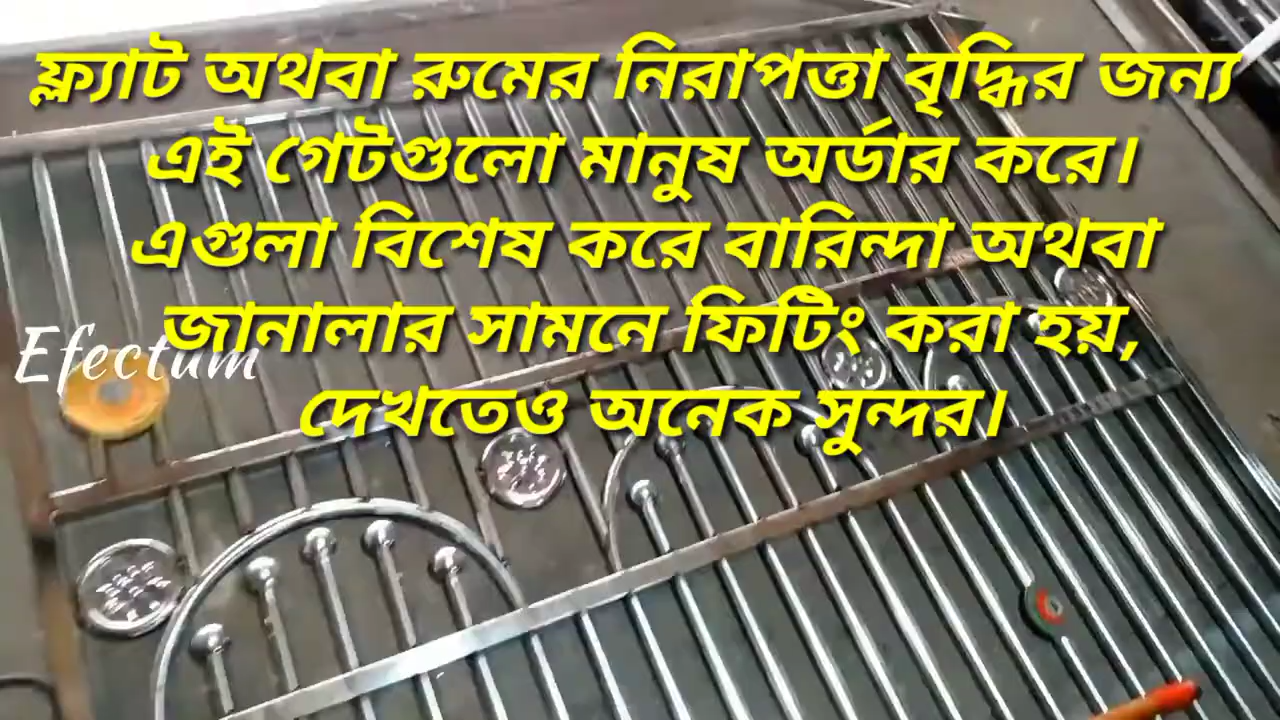 ফ্ল্যাট অথবা রুমের নিরাপত্তা বৃদ্ধির জন্য
এই গেটগুলো মানুষ অর্ডার করে।
এগুলা বিশেষ করে বারিন্দা অথবা
জানালার সামনে ফিটিং করা হয়,
Efectum
দেখতেও অনেক সুন্দর।